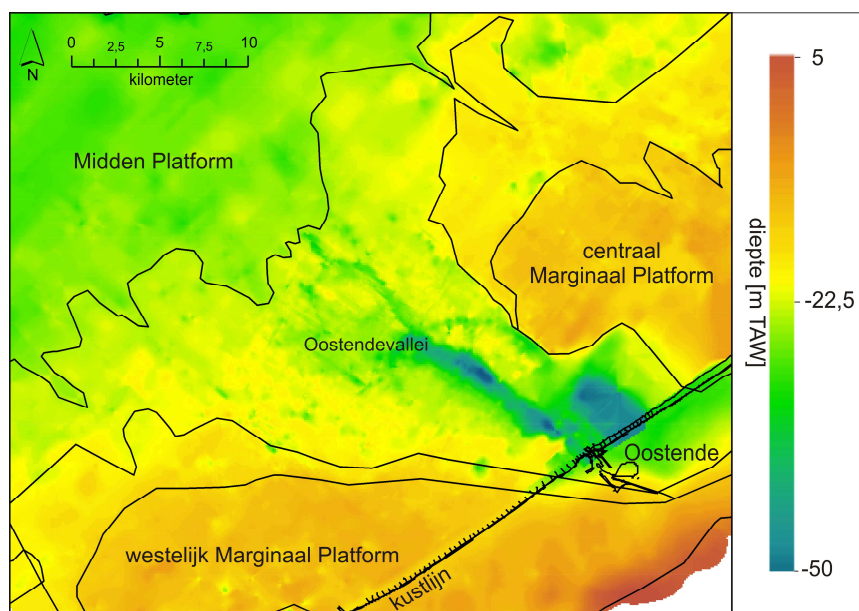 0 5 10
2,5 7,5
kilometer
N
Midden Platform
centraal
Marginaal Platform
Oostendevallei
Oostende
westelijk Marginaal Platform
kustlijn
5
-22,5
-50
diepte [m TAW]